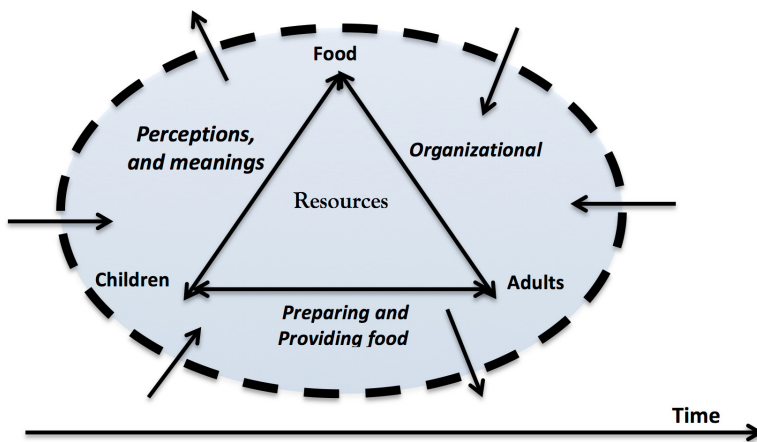 Food
Perceptions,
and meanings
Organizational
Resources
Children
Adults
Preparing and
Providing food
Time